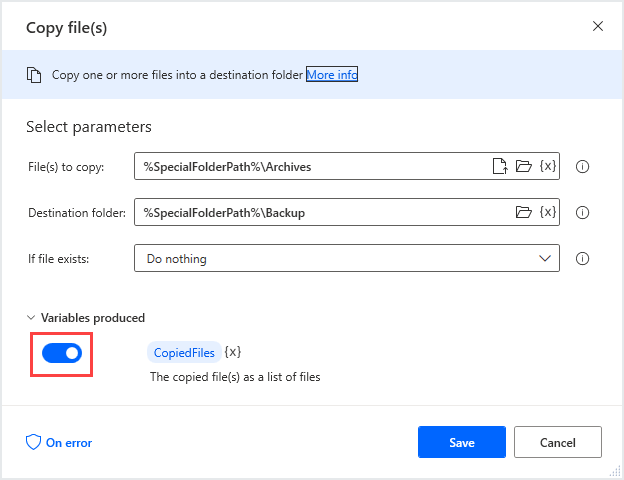 Copy file(s)
Copy one or more files into a destination folder More info
Select parameters
File(s) to copy: %SpecialFolderPath%\Archives {x}
Destination folder: %SpecialFolderPath%\Backup {x}
If file exists: Do nothing
Variables produced
CopiedFiles {x}
The copied file(s) as a list of files
On error Save Cancel